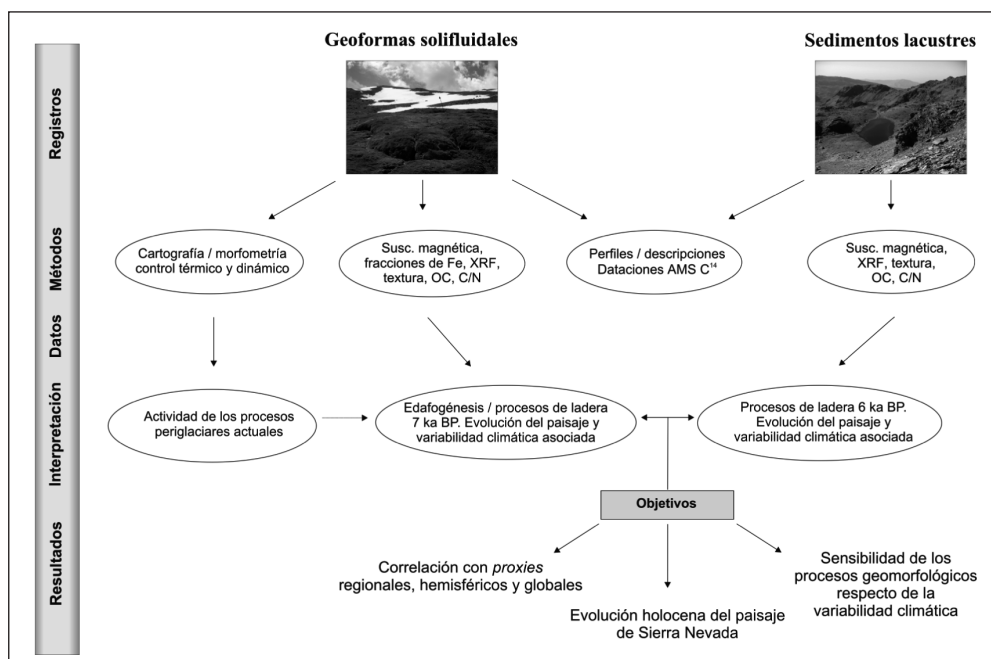 Geoformas solifluidales
Sedimentos lacustres
Registros
Métodos
Cartografía / morfometría
control térmico y dinámico
Susc. magnética,
fracciones de Fe, XRF,
textura, OC, C/N
Perfiles / descripciones
Dataciones AMS C¹⁴
Susc. magnética,
XRF, textura,
OC, C/N
Datos
Interpretación
Actividad de los procesos
periglaciares actuales
Edafogénesis / procesos de ladera
7 ka BP. Evolución del paisaje y
variabilidad climática asociada
Procesos de ladera 6 ka BP.
Evolución del paisaje y
variabilidad climática asociada
Objetivos
Resultados
Correlación con proxies
regionales, hemisféricos y globales
Evolución holocena del paisaje
de Sierra Nevada
Sensibilidad de los
procesos geomorfológicos
respecto de la
variabilidad climática